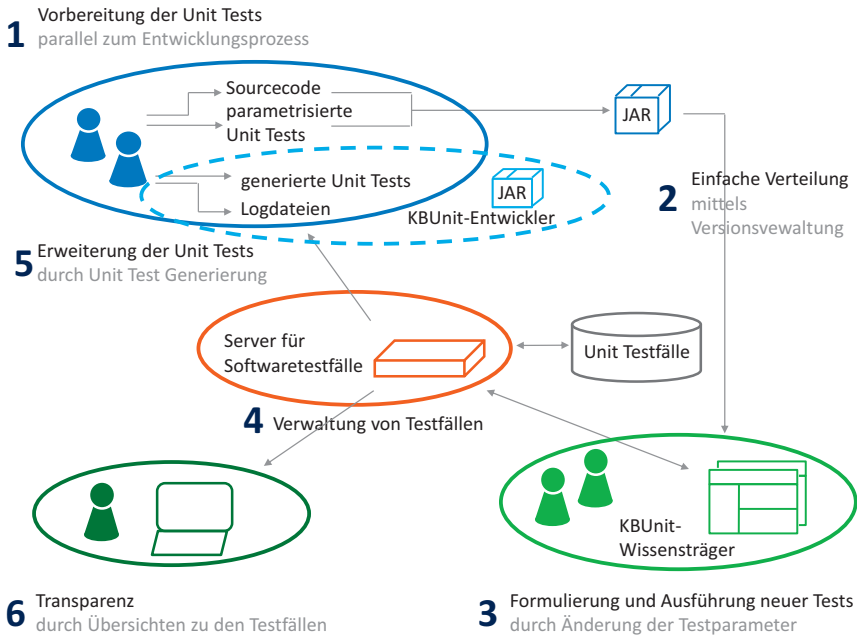 1 Vorbereitung der Unit Tests
parallel zum Entwicklungsprozess
Sourcecode
parametrisierte
Unit Tests
JAR
generierte Unit Tests
Logdateien
JAR
KBUnit-Entwickler
2 Einfache Verteilung
mittels
Versionsvewaltung
5 Erweiterung der Unit Tests
durch Unit Test Generierung
Server für
Softwaretestfälle
Unit Testfälle
4 Verwaltung von Testfällen
KBUnit-
Wissensträger
6 Transparenz
durch Übersichten zu den Testfällen
3 Formulierung und Ausführung neuer Tests
durch Änderung der Testparameter